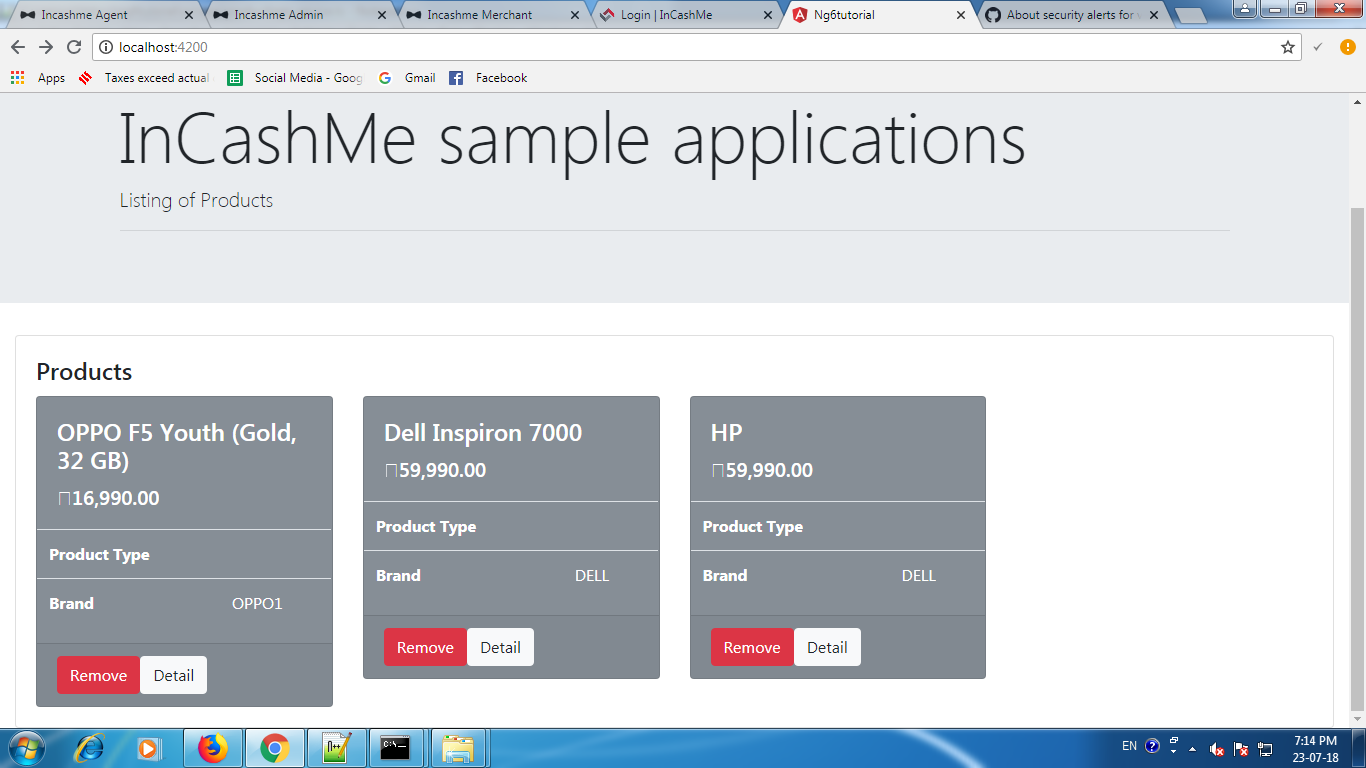 Incashme Agent
Incashme Admin
Incashme Merchant
Login | InCashMe
Ng6tutorial
About security alerts for
localhost:4200
Apps
Taxes exceed actual
Social Media - Goog
Gmail
Facebook
InCashMe sample applications
Listing of Products
Products
OPPO F5 Youth (Gold,
32 GB)
16,990.00
Product Type
Brand OPPO1
Remove Detail
Dell Inspiron 7000
59,990.00
Product Type
Brand DELL
Remove Detail
HP
59,990.00
Product Type
Brand DELL
Remove Detail
EN
7:14 PM
23-07-18